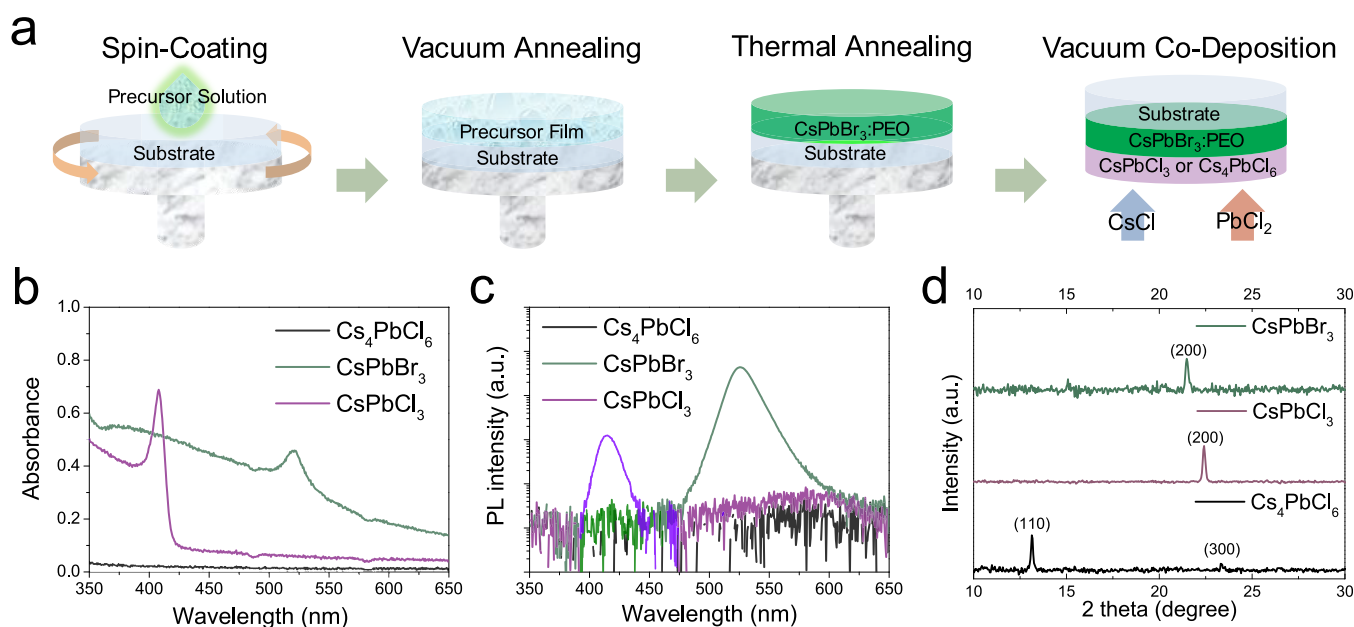 a
Spin-Coating
Vacuum Annealing
Thermal Annealing
Vacuum Co-Deposition
Precursor Solution
Substrate
Precursor Film
Substrate
CsPbBr₃:PEO
Substrate
Substrate
CsPbBr₃:PEO
CsPbCl₃ or Cs₄PbCl₆
CsCl
PbCl₂
b
1.0
0.8
0.6
0.4
0.2
0.0
Absorbance
Cs₄PbCl₆
CsPbBr₃
CsPbCl₃
350 400 450 500 550 600 650
Wavelength (nm)
c
PL intensity (a.u.)
Cs₄PbCl₆
CsPbBr₃
CsPbCl₃
350 400 450 500 550 600 650
Wavelength (nm)
d
10 15 20 25 30
Intensity (a.u.)
CsPbBr₃
(200)
CsPbCl₃
(200)
Cs₄PbCl₆
(110)
(300)
10 15 20 25 30
2 theta (degree)